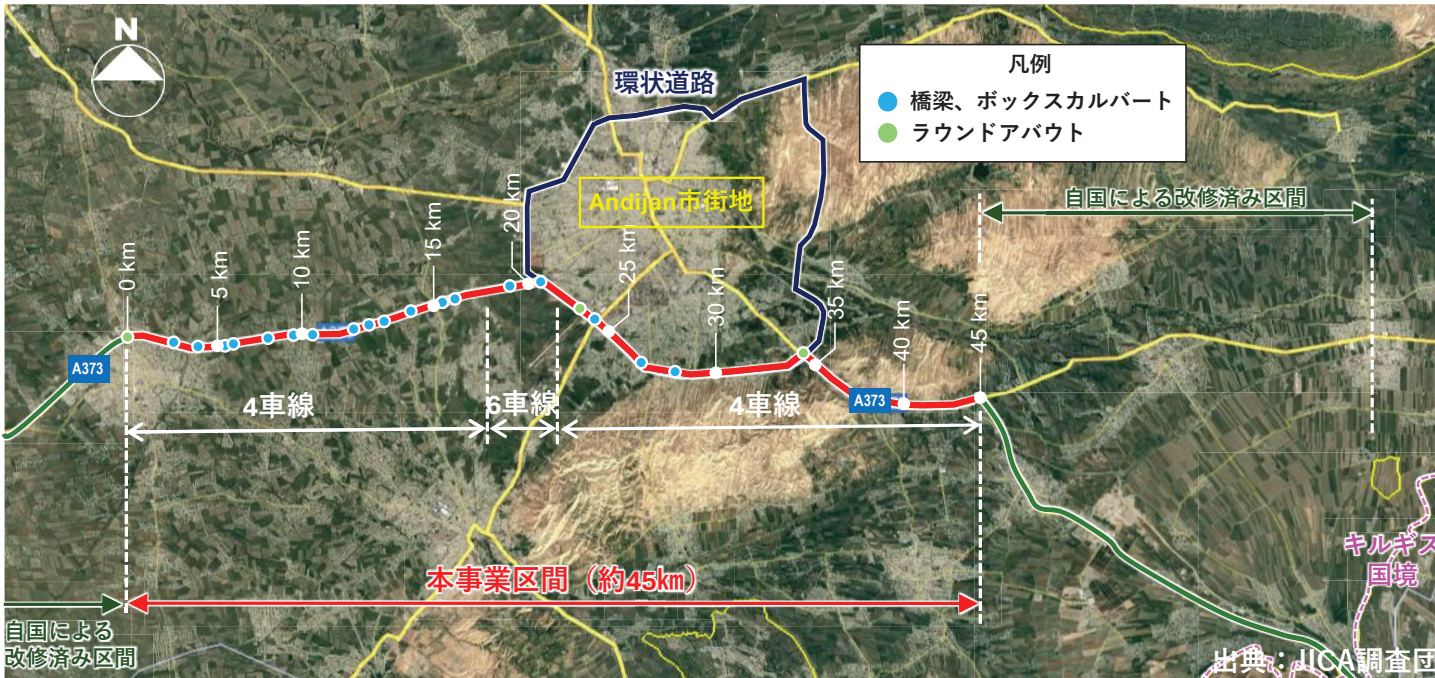 N
環状道路
凡例
橋梁、ボックスカルバート
ラウンドアバウト
Andijan市街地
自国による改修済み区間
0 km
5 km
10 km
15 km
20 km
25 km
30 km
35 km
40 km
45 km
A373
A373
4車線
6車線
4車線
キルギス
国境
本事業区間（約45㎞）
自国による
改修済み区間
出典：JICA調査団